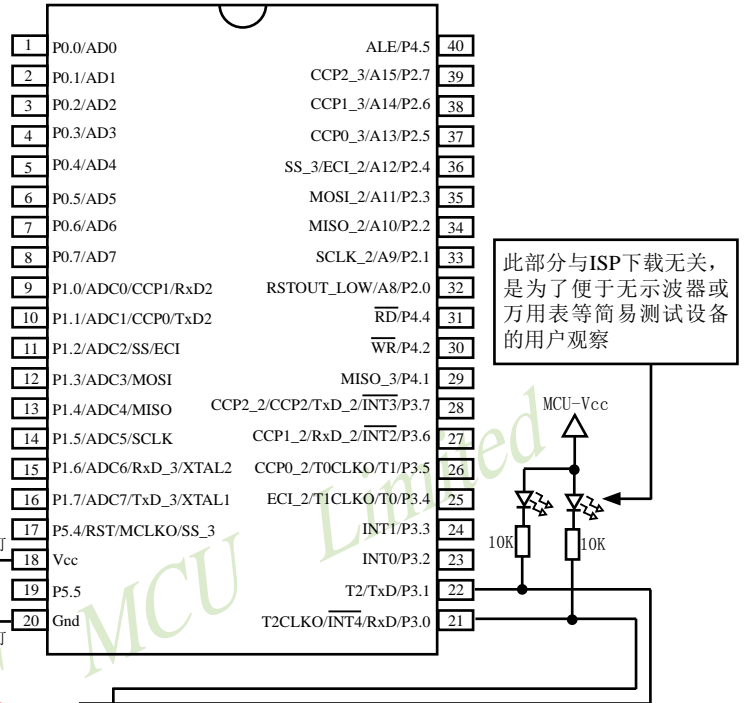 1 P0.0/AD0 ALE/P4.5 40
2 P0.1/AD1 CCP2_3/A15/P2.7 39
3 P0.2/AD2 CCP1_3/A14/P2.6 38
4 P0.3/AD3 CCP0_3/A13/P2.5 37
5 P0.4/AD4 SS_3/ECI_2/A12/P2.4 36
6 P0.5/AD5 MOSI_2/A11/P2.3 35
7 P0.6/AD6 MISO_2/A10/P2.2 34
8 P0.7/AD7 SCLK_2/A9/P2.1 33
9 P1.0/ADC0/CCP1/RxD2 RSTOUT_LOW/A8/P2.0 32
10 P1.1/ADC1/CCP0/TxD2 RD/P4.4 31
11 P1.2/ADC2/SS/ECI WR/P4.2 30
12 P1.3/ADC3/MOSI MISO_3/P4.1 29
13 P1.4/ADC4/MISO CCP2_2/CCP2/TxD_2/INT3/P3.7 28
14 P1.5/ADC5/SCLK CCP1_2/RxD_2/INT2/P3.6 27
15 P1.6/ADC6/RxD_3/XTAL2 CCP0_2/T0CLKO/T1/P3.5 26
16 P1.7/ADC7/TxD_3/XTAL1 ECI_2/T1CLKO/T0/P3.4 25
17 P5.4/RST/MCLKO/SS_3 INT1/P3.3 24
18 Vcc INT0/P3.2 23
19 P5.5 T2/TxD/P3.1 22
20 Gnd T2CLKO/INT4/RxD/P3.0 21
此部分与ISP下载无关，
是为了便于无示波器或
万用表等简易测试设备
的用户观察
MCU-Vcc
10K 10K
MCU Limited